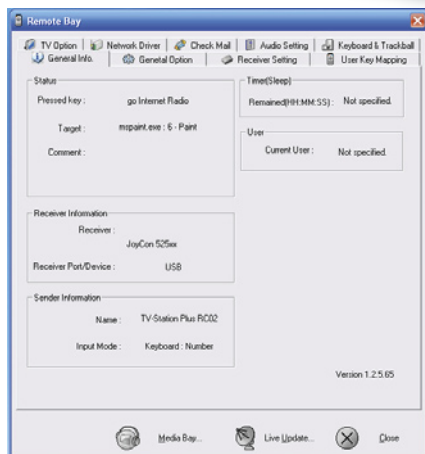 Remote Bay
TV Option Network Driver Check Mail Audio Setting Keyboard & Trackball
General Info. Genetal Option Receiver Setting User Key Mapping
Status
Pressed key : go Internet Radio
Target : mspaint.exe : 6 - Paint
Comment :
Timer(Sleep)
Remained(HH:MM:SS) : Not specified.
User
Current User : Not specified.
Receiver Information
Receiver :
JoyCon 525xx
Receiver Port/Device : USB
Sender Information
Name : TV-Station Plus RC02
Input Mode : Keyboard : Number
Version 1.2.5.65
Media Bay... Live Update... Close